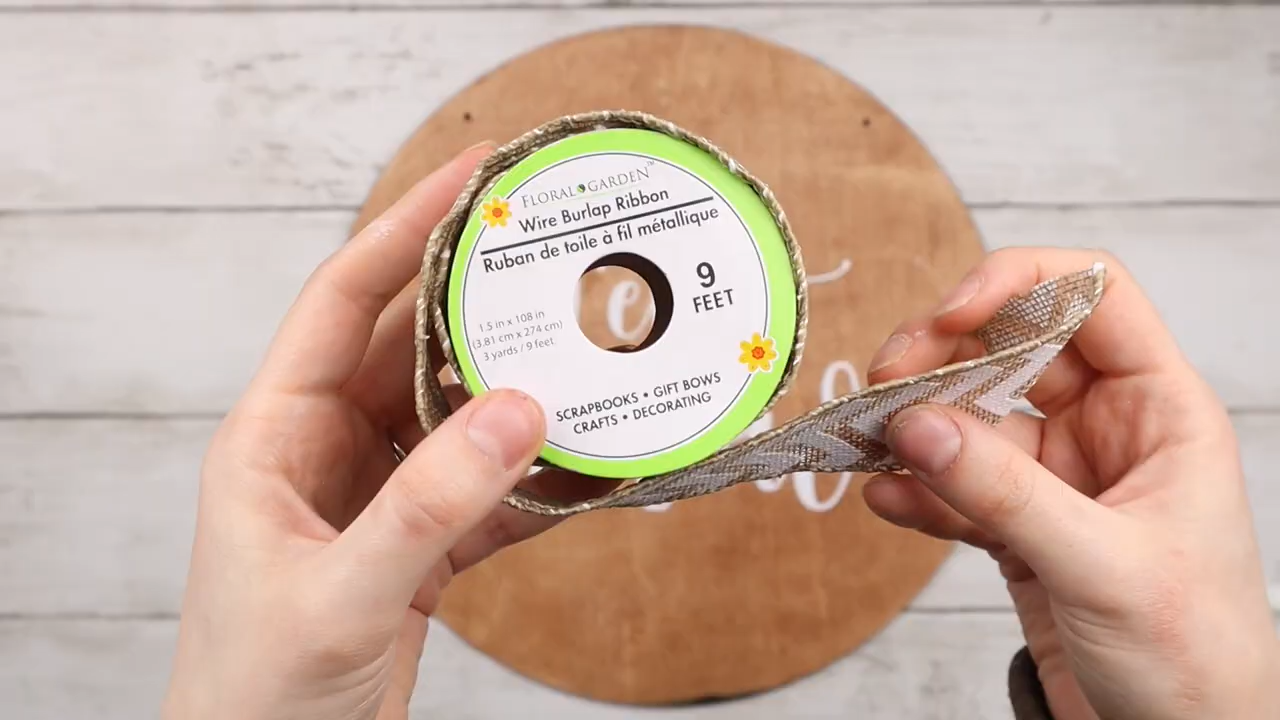 FLORAL GARDEN™
Wire Burlap Ribbon
Ruban de toile à fil métallique
9
FEET
1.5 in x 108 in
(3.81 cm x 274 cm)
3 yards / 9 feet
SCRAPBOOKS • GIFT BOWS
CRAFTS • DECORATING